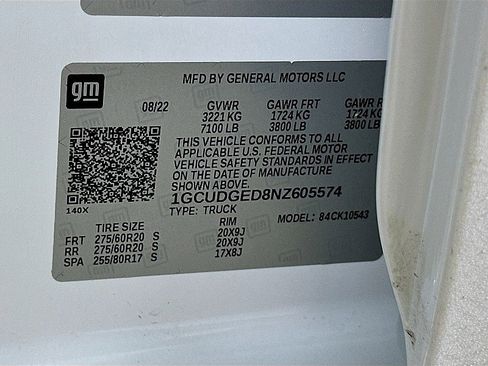 gm
MFD BY GENERAL MOTORS LLC
08/22 GVWR GAWR FRT GAWR R
3221 KG 1724 KG 1724 KG
7100 LB 3800 LB 3800 LB
THIS VEHICLE CONFORMS TO ALL
APPLICABLE U.S. FEDERAL MOTOR
VEHICLE SAFETY STANDARDS IN EFFECT
ON THE DATE OF MANUFACTURE
SHOWN ABOVE.
140X
1GCUDGED8NZ605574
TYPE: TRUCK
MODEL: 84CK10543
TIRE SIZE RIM
FRT 275/60R20 S 20X9J
RR 275/60R20 S 20X9J
SPA 255/80R17 S 17X8J